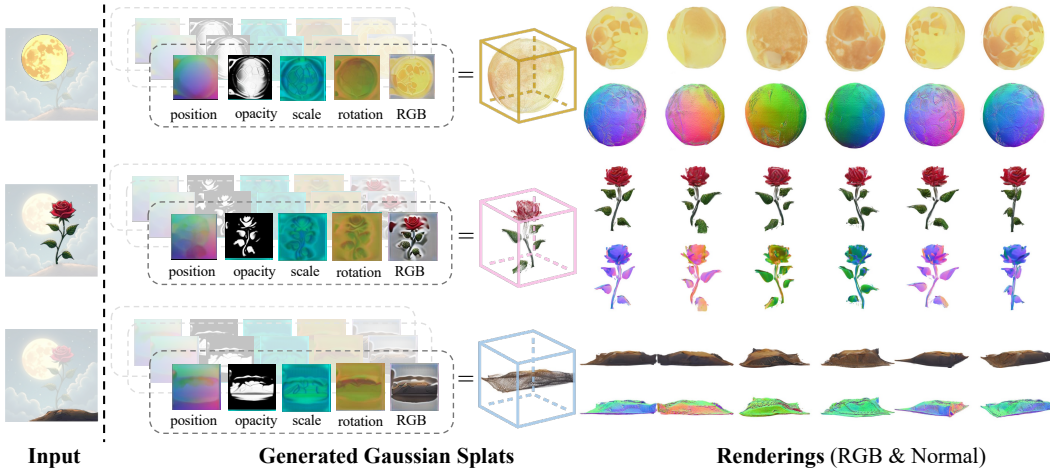 position opacity scale rotation RGB
=
position opacity scale rotation RGB
=
position opacity scale rotation RGB
=
Input Generated Gaussian Splats Renderings (RGB & Normal)